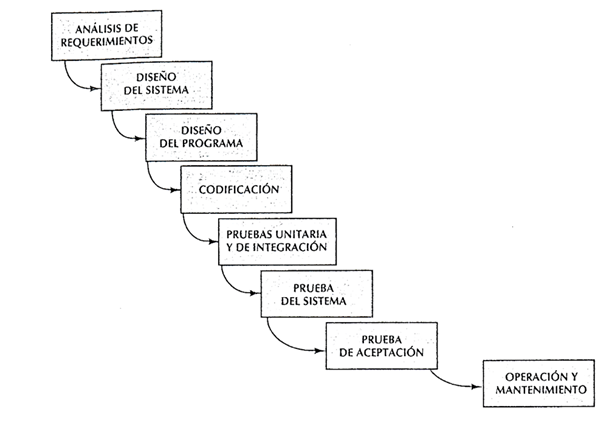 ANÁLISIS DE
REQUERIMIENTOS
DISEÑO
DEL SISTEMA
DISEÑO
DEL PROGRAMA
CODIFICACIÓN
PRUEBAS UNITARIA
Y DE INTEGRACIÓN
PRUEBA
DEL SISTEMA
PRUEBA
DE ACEPTACIÓN
OPERACIÓN Y
MANTENIMIENTO